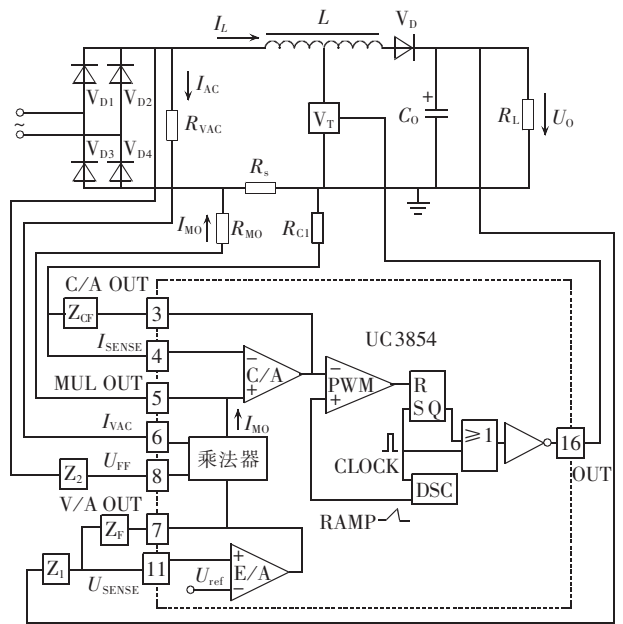 I_L
L
V_D
V_D1
V_D2
I_AC
R_VAC
~
V_D3
V_D4
V_T
+
C_O
R_L
U_O
R_s
I_MO
R_MO
R_C1
C/A OUT
Z_CF
3
UC3854
I_SENSE
4
−
C/A
+
−
PWM
+
R
S Q
MUL OUT
5
I_MO
I_VAC
6
乘法器
CLOCK
≥1
16
OUT
Z_2
U_FF
8
DSC
V/A OUT
RAMP
Z_F
7
Z_1
U_SENSE
11
+
E/A
−
U_ref